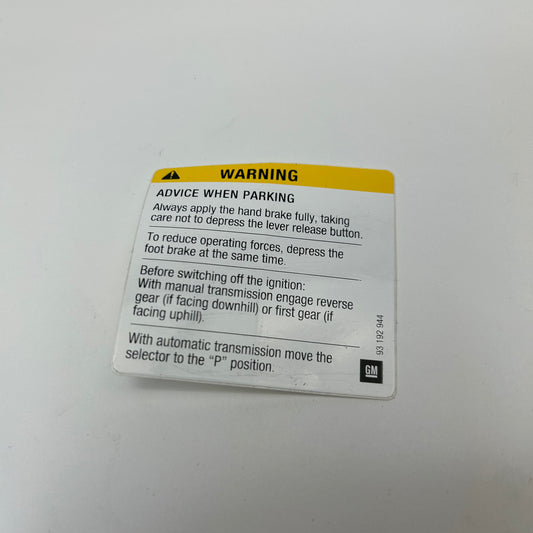 WARNING
ADVICE WHEN PARKING
Always apply the hand brake fully, taking
care not to depress the lever release button.
To reduce operating forces, depress the
foot brake at the same time.
Before switching off the ignition:
With manual transmission engage reverse
gear (if facing downhill) or first gear (if
facing uphill).
With automatic transmission move the
selector to the “P” position.
GM
93 192 944